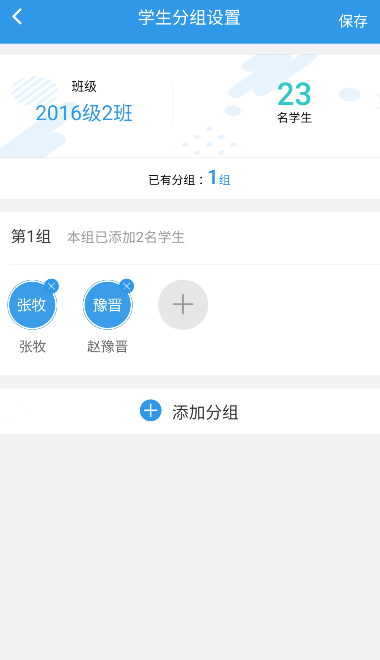 学生分组设置
保存
班级
2016级2班
23
名学生
已有分组：1组
第1组 本组已添加2名学生
张牧 豫晋
张牧 赵豫晋
添加分组